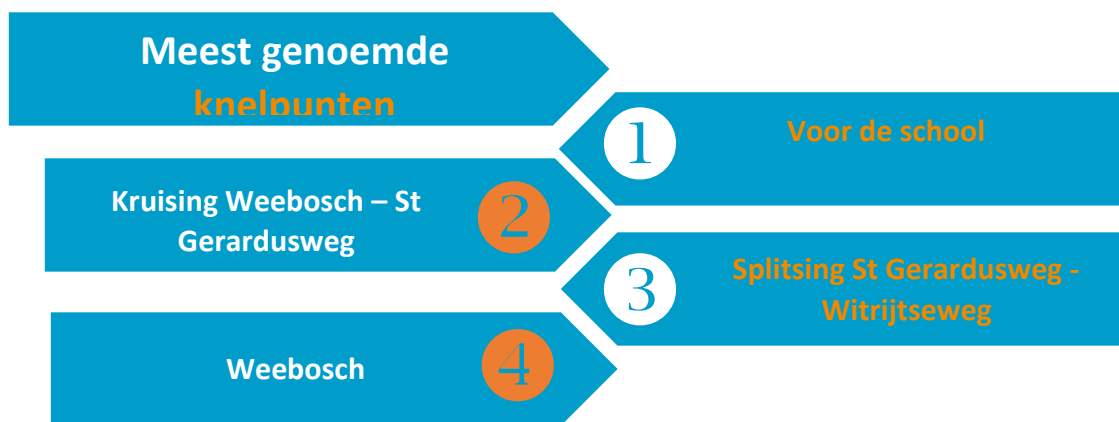 Meest genoemde
knelpunten
1
Voor de school
Kruising Weebosch – St
Gerardusweg
2
3
Splitsing St Gerardusweg -
Witrijtseweg
Weebosch
4